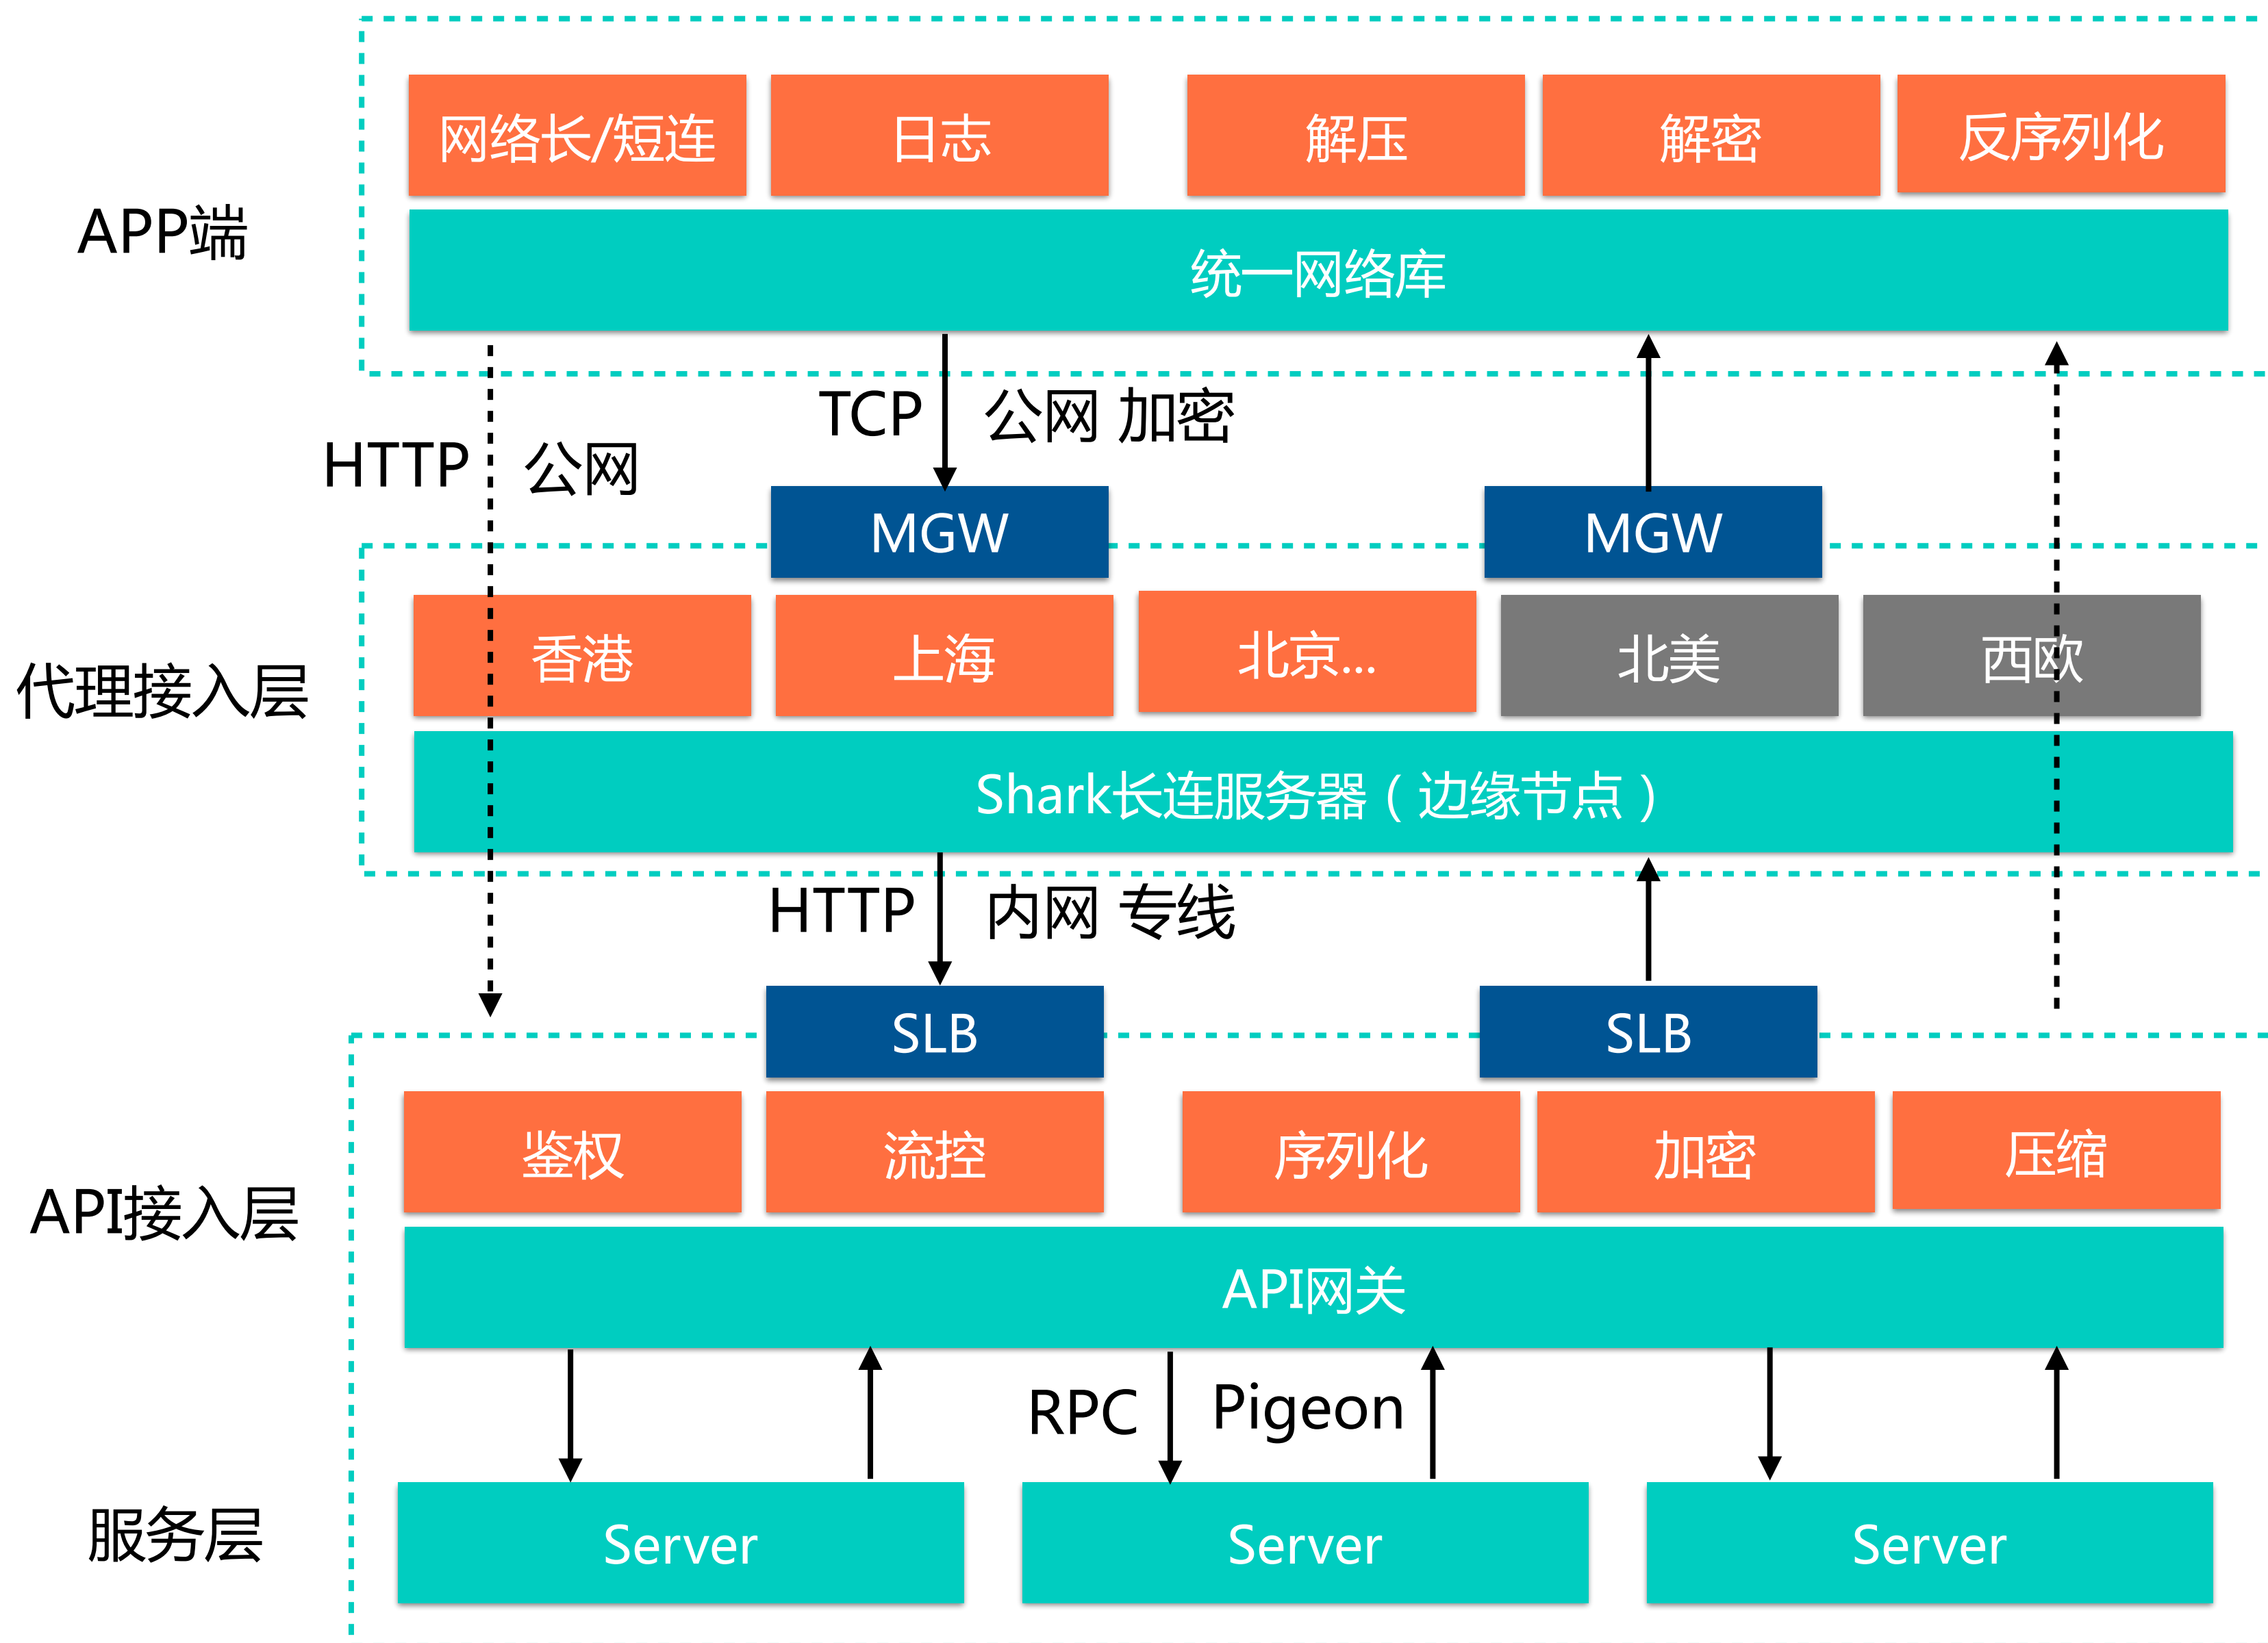 网络长/短连
日志
解压
解密
反序列化
APP端
统一网络库
TCP
公网 加密
HTTP
公网
MGW
MGW
香港
上海
北京...
北美
西欧
代理接入层
Shark长连服务器（边缘节点）
HTTP
内网 专线
SLB
SLB
鉴权
流控
序列化
加密
压缩
API接入层
API网关
RPC
Pigeon
服务层
Server
Server
Server